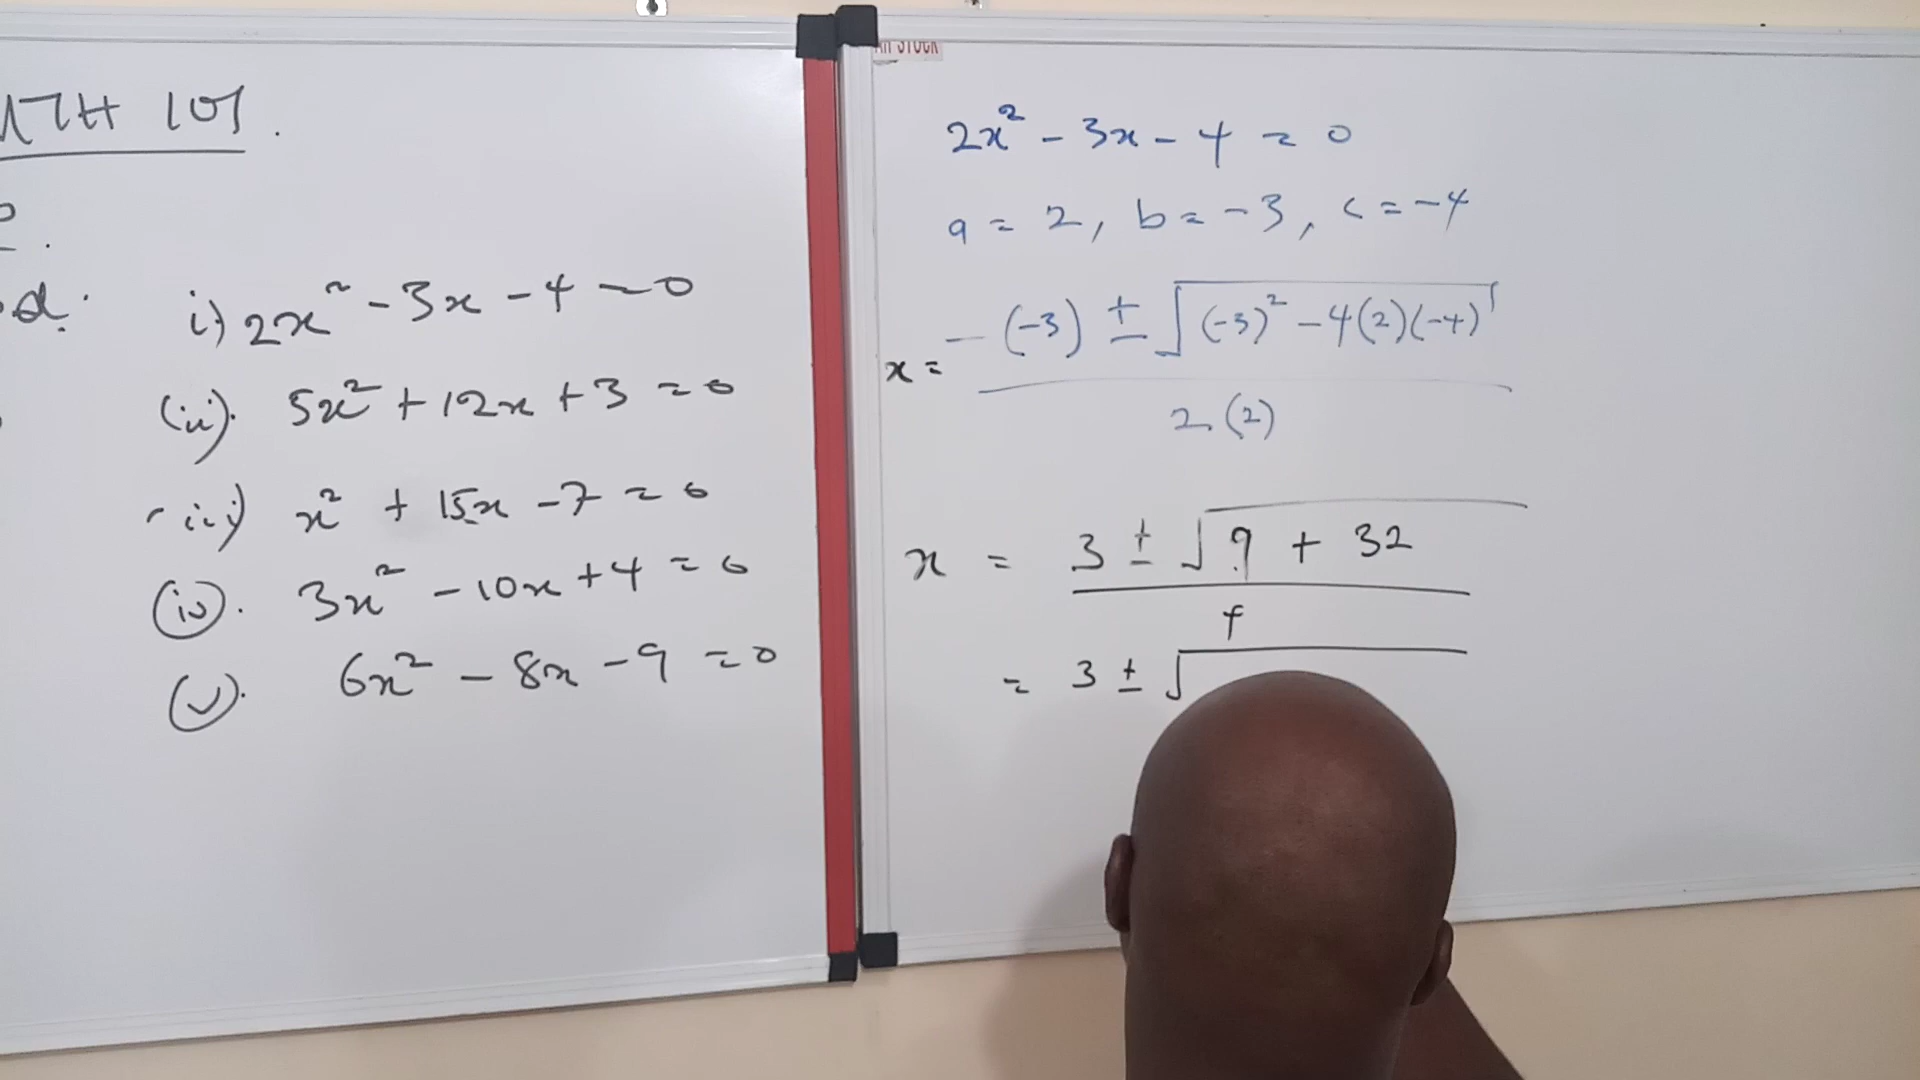 MTH 101.
i) 2x² - 3x - 4 = 0
(ii). 5x² + 12x + 3 = 0
iii) x² + 15x - 7 = 0
(iv). 3x² - 10x + 4 = 0
(v). 6x² - 8x - 9 = 0
2x² - 3x - 4 = 0
a = 2, b = -3, c = -4
x = -(-3) ± √(-3)² - 4(2)(-4)
2(2)
x = 3 ± √9 + 32
4
= 3 ± √